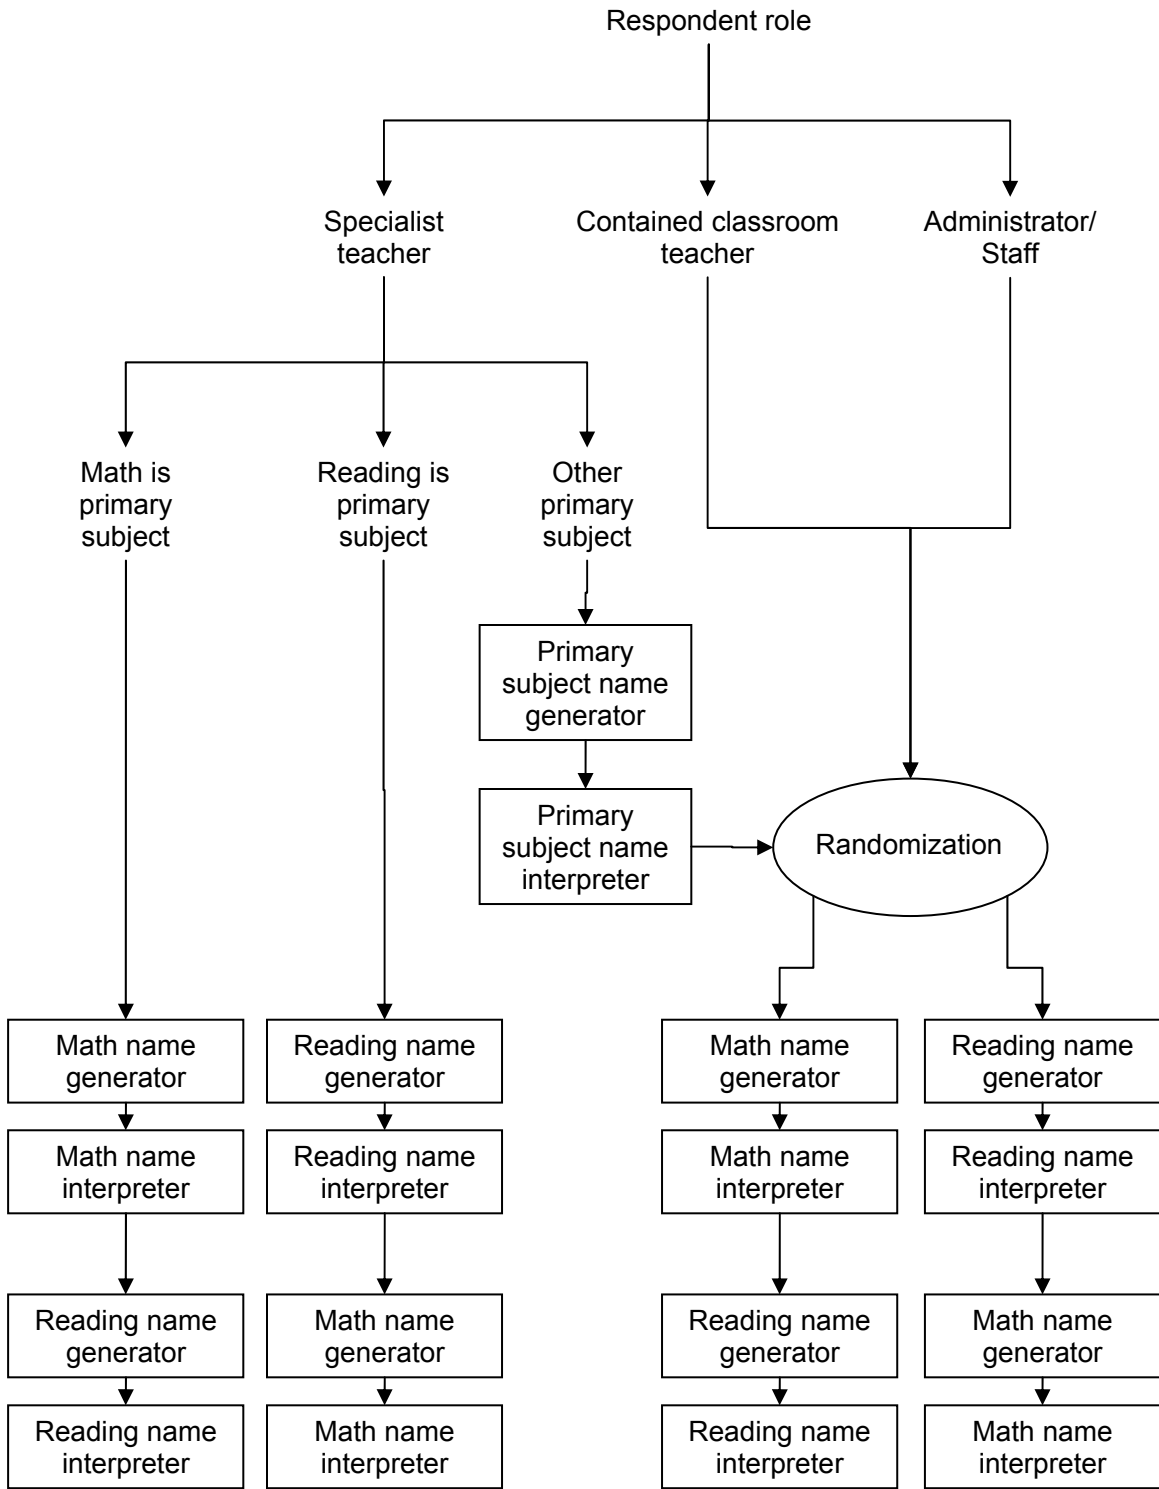 Respondent role
Specialist
teacher
Contained classroom
teacher
Administrator/
Staff
Math is
primary
subject
Reading is
primary
subject
Other
primary
subject
Primary
subject name
generator
Primary
subject name
interpreter
Randomization
Math name
generator
Reading name
generator
Math name
generator
Reading name
generator
Math name
interpreter
Reading name
interpreter
Math name
interpreter
Reading name
interpreter
Reading name
generator
Math name
generator
Reading name
generator
Math name
generator
Reading name
interpreter
Math name
interpreter
Reading name
interpreter
Math name
interpreter